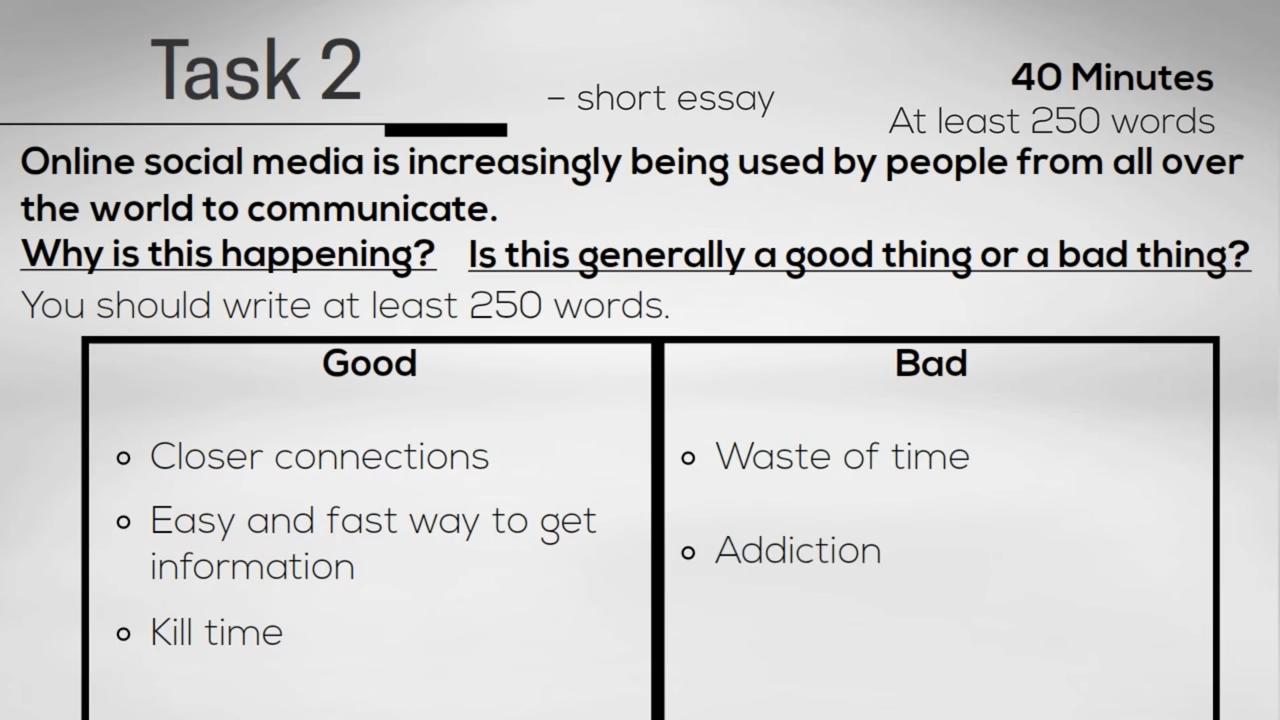 Task 2
– short essay
40 Minutes
At least 250 words
Online social media is increasingly being used by people from all over
the world to communicate.
Why is this happening? Is this generally a good thing or a bad thing?
You should write at least 250 words.
Good
Closer connections
Easy and fast way to get
information
Kill time
Bad
Waste of time
Addiction